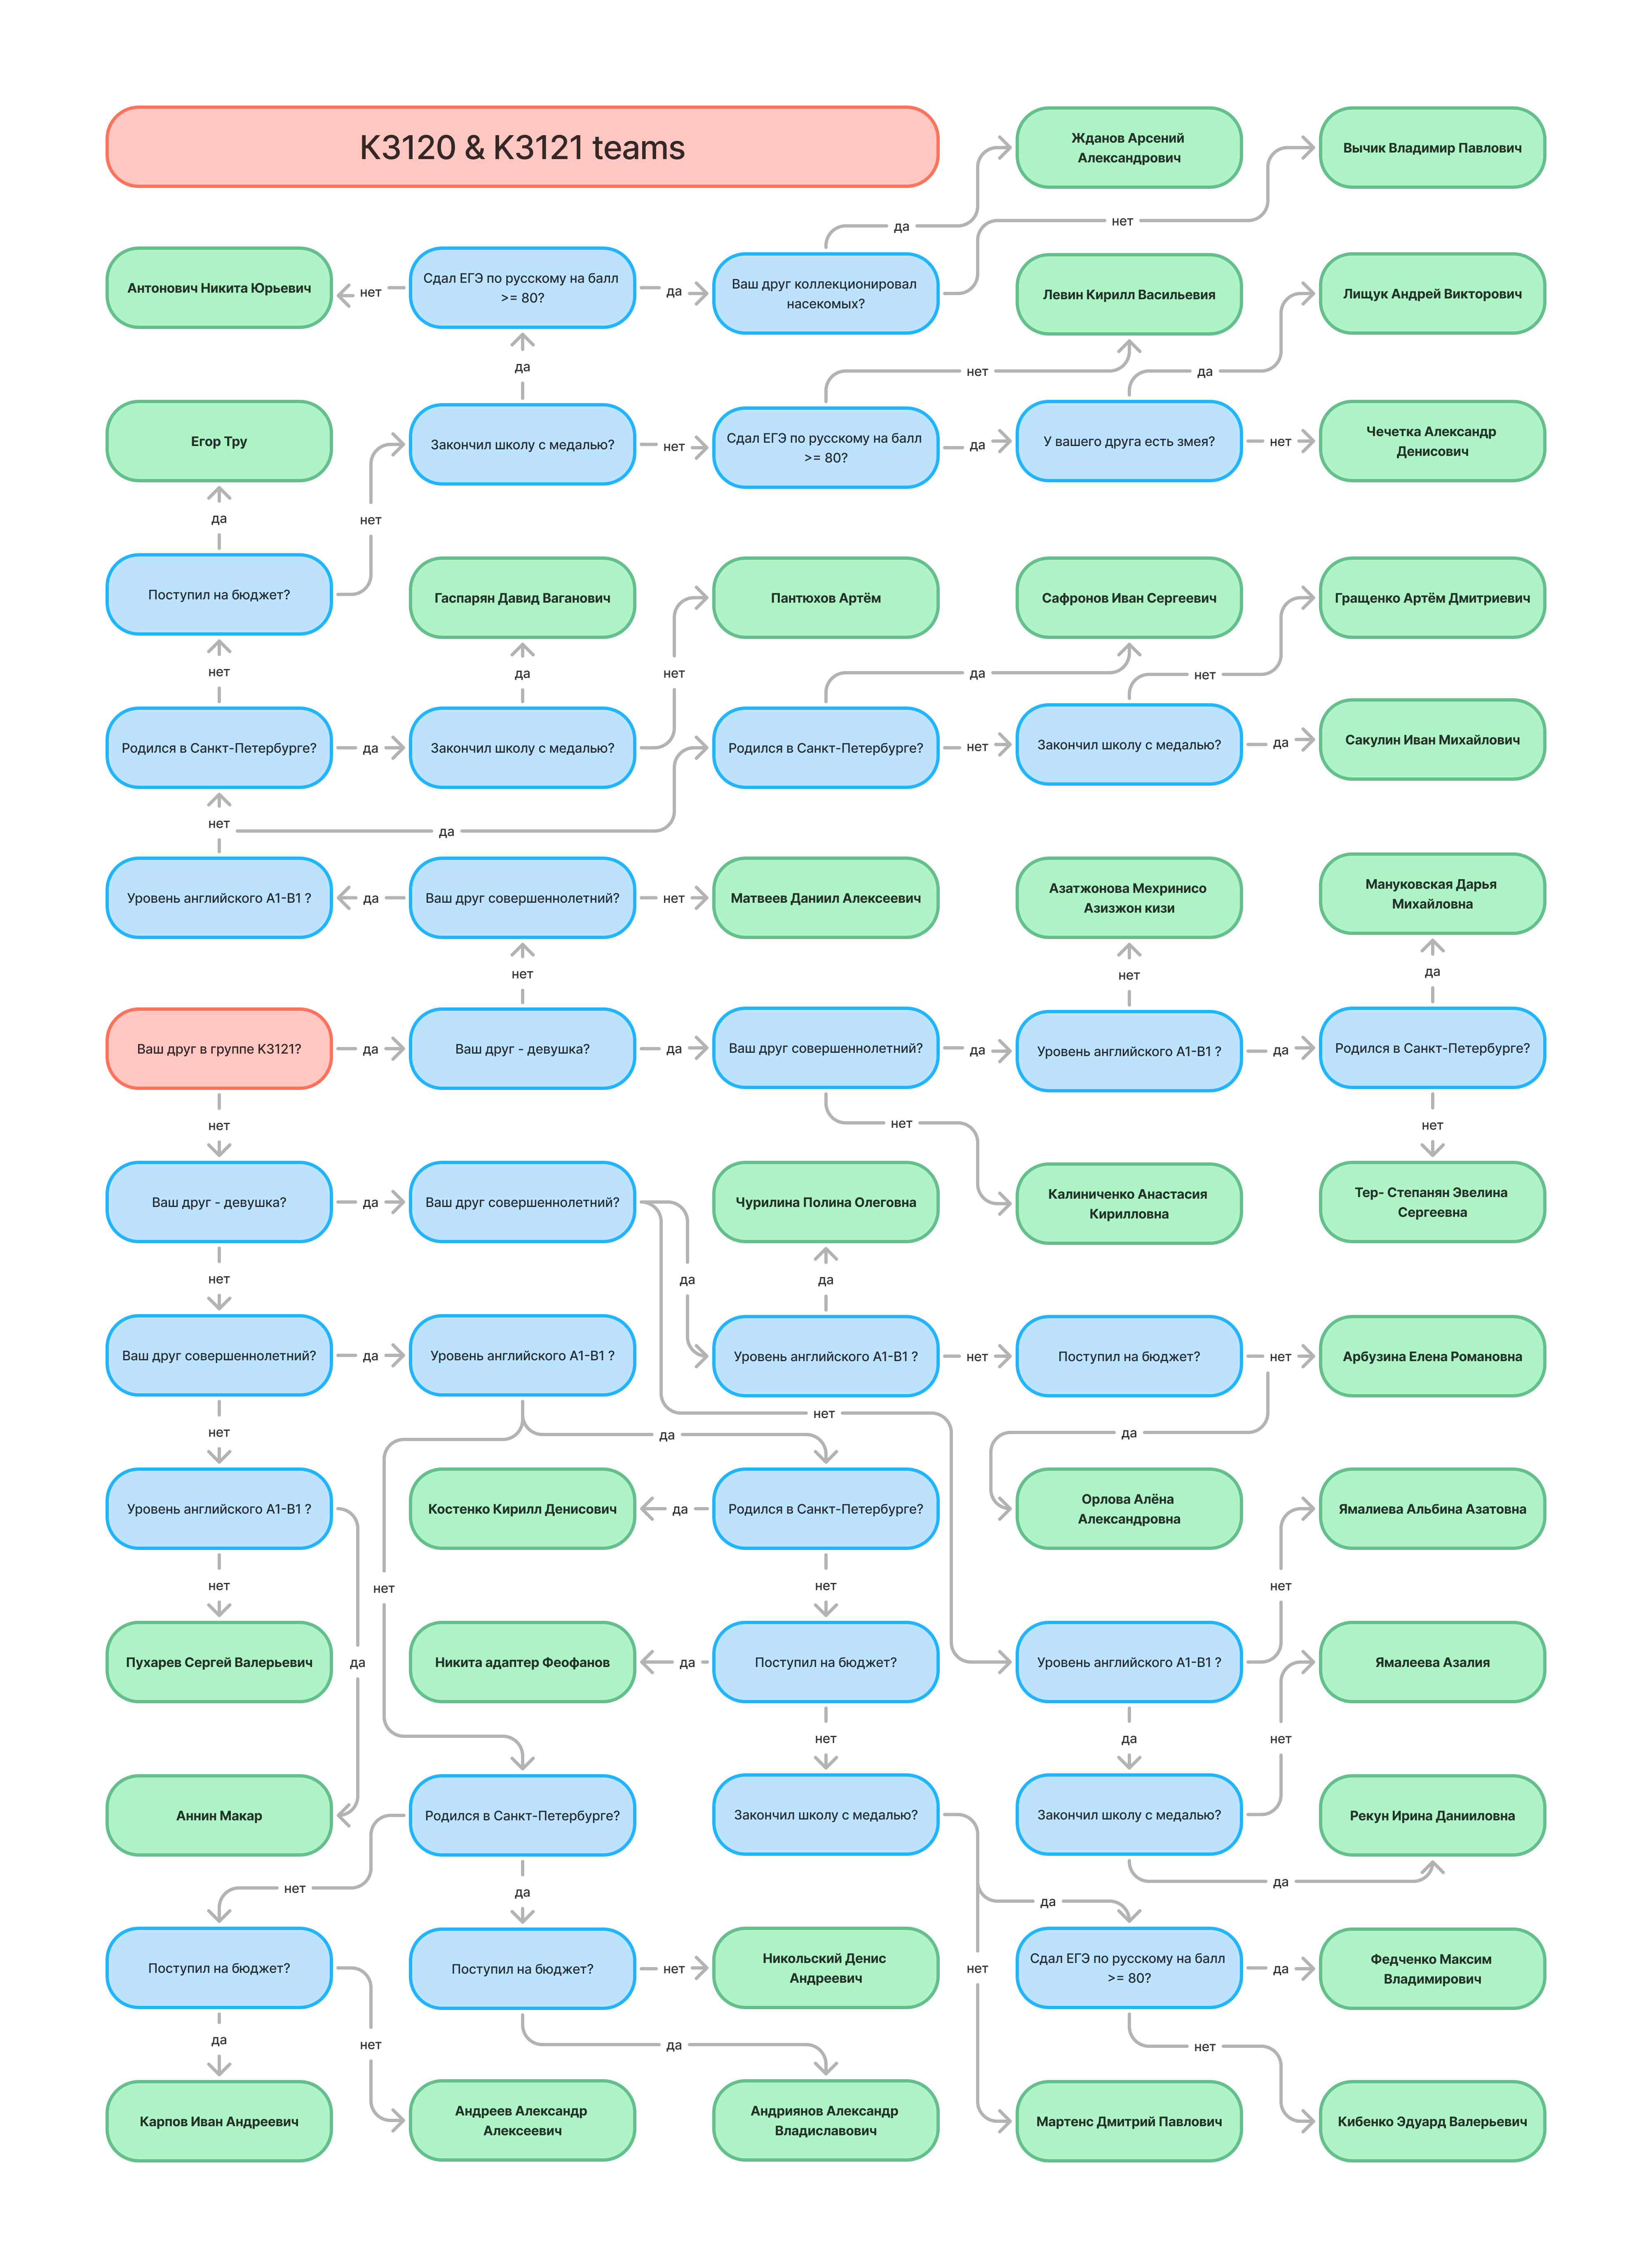 K3120 & K3121 teams
Жданов Арсений
Александрович
Вычик Владимир Павлович
да
нет
Антонович Никита Юрьевич
нет
Сдал ЕГЭ по русскому на балл
>= 80?
да
Ваш друг коллекционировал
насекомых?
Левин Кирилл Васильевия
Лищук Андрей Викторович
да
нет
да
Егор Тру
Закончил школу с медалью?
нет
Сдал ЕГЭ по русскому на балл
>= 80?
да
У вашего друга есть змея?
нет
Чечетка Александр
Денисович
да
нет
Поступил на бюджет?
Гаспарян Давид Ваганович
Пантюхов Артём
Сафронов Иван Сергеевич
Гращенко Артём Дмитриевич
нет
да
нет
да
нет
Родился в Санкт-Петербурге?
да
Закончил школу с медалью?
Родился в Санкт-Петербурге?
нет
Закончил школу с медалью?
да
Сакулин Иван Михайлович
нет
да
Уровень английского А1-В1 ?
да
Ваш друг совершеннолетний?
нет
Матвеев Даниил Алексеевич
Азатжонова Мехринисо
Азизжон кизи
Мануковская Дарья
Михайловна
нет
нет
да
Ваш друг в группе К3121?
да
Ваш друг - девушка?
да
Ваш друг совершеннолетний?
да
Уровень английского А1-В1 ?
да
Родился в Санкт-Петербурге?
нет
нет
нет
Ваш друг - девушка?
да
Ваш друг совершеннолетний?
Чурилина Полина Олеговна
Калиниченко Анастасия
Кирилловна
Тер- Степанян Эвелина
Сергеевна
нет
да
да
Ваш друг совершеннолетний?
да
Уровень английского А1-В1 ?
Уровень английского А1-В1 ?
нет
Поступил на бюджет?
нет
Арбузина Елена Романовна
нет
нет
да
да
Уровень английского А1-В1 ?
Костенко Кирилл Денисович
да
Родился в Санкт-Петербурге?
Орлова Алёна
Александровна
Ямалиева Альбина Азатовна
нет
нет
нет
нет
Пухарев Сергей Валерьевич
да
Никита адаптер Феофанов
да
Поступил на бюджет?
Уровень английского А1-В1 ?
Ямалеева Азалия
нет
да
нет
Аннин Макар
Родился в Санкт-Петербурге?
Закончил школу с медалью?
Закончил школу с медалью?
Рекун Ирина Данииловна
нет
да
да
да
Поступил на бюджет?
Поступил на бюджет?
нет
Никольский Денис
Андреевич
нет
Сдал ЕГЭ по русскому на балл
>= 80?
да
Федченко Максим
Владимирович
да
нет
да
нет
Карпов Иван Андреевич
Андреев Александр
Алексеевич
Андриянов Александр
Владиславович
Мартенс Дмитрий Павлович
Кибенко Эдуард Валерьевич